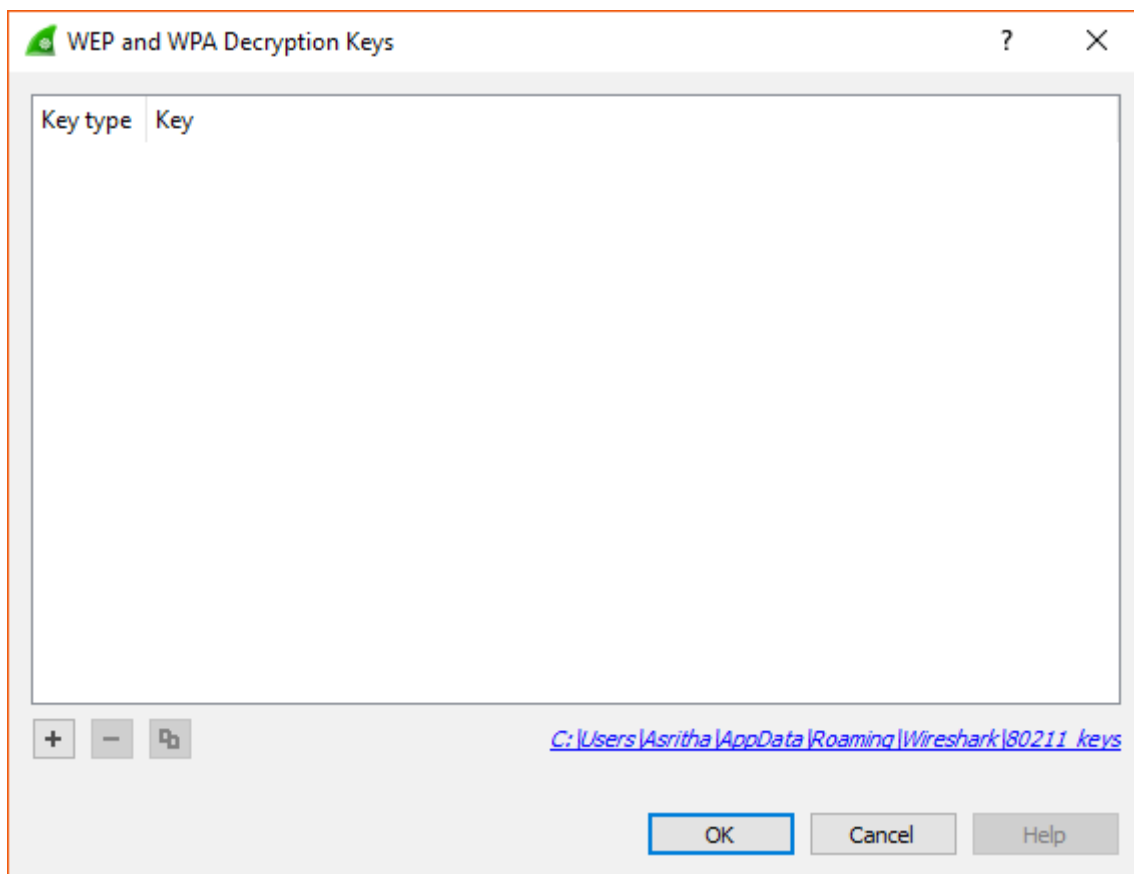 WEP and WPA Decryption Keys ? ×
Key type Key
+ −
C:\Users\Asritha\AppData\Roaming\Wireshark\80211_keys
OK Cancel Help